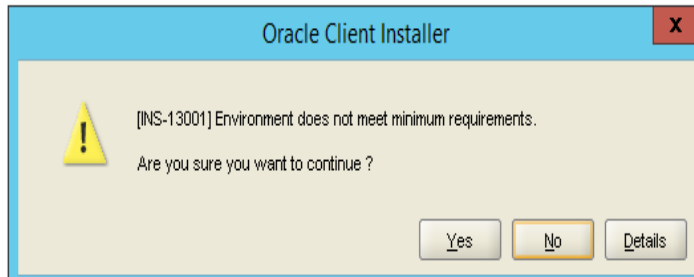 Oracle Client Installer
X
[INS-13001] Environment does not meet minimum requirements.
Are you sure you want to continue ?
Yes No Details